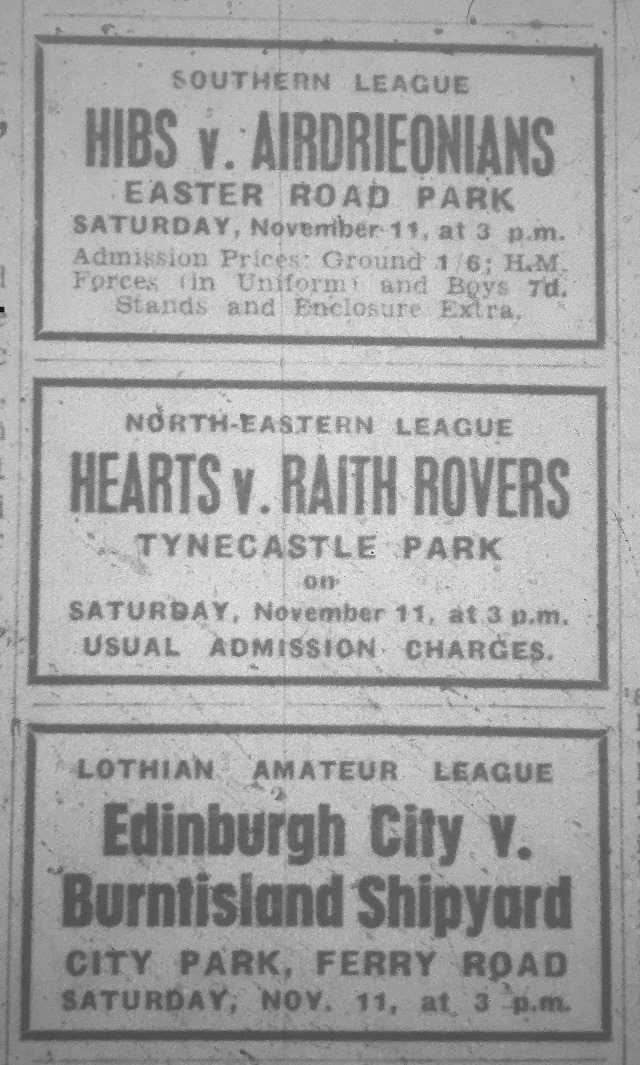 SOUTHERN LEAGUE
HIBS v. AIRDRIEONIANS
EASTER ROAD PARK
SATURDAY, November 11, at 3 p.m.
Admission Prices: Ground 1/6; H.M.
Forces (in Uniform) and Boys 7d.
Stands and Enclosure Extra.
NORTH-EASTERN LEAGUE
HEARTS v. RAITH ROVERS
TYNECASTLE PARK
on
SATURDAY, November 11, at 3 p.m.
USUAL ADMISSION CHARGES.
LOTHIAN AMATEUR LEAGUE
Edinburgh City v.
Burntisland Shipyard
CITY PARK, FERRY ROAD
SATURDAY, NOV. 11, at 3 p.m.